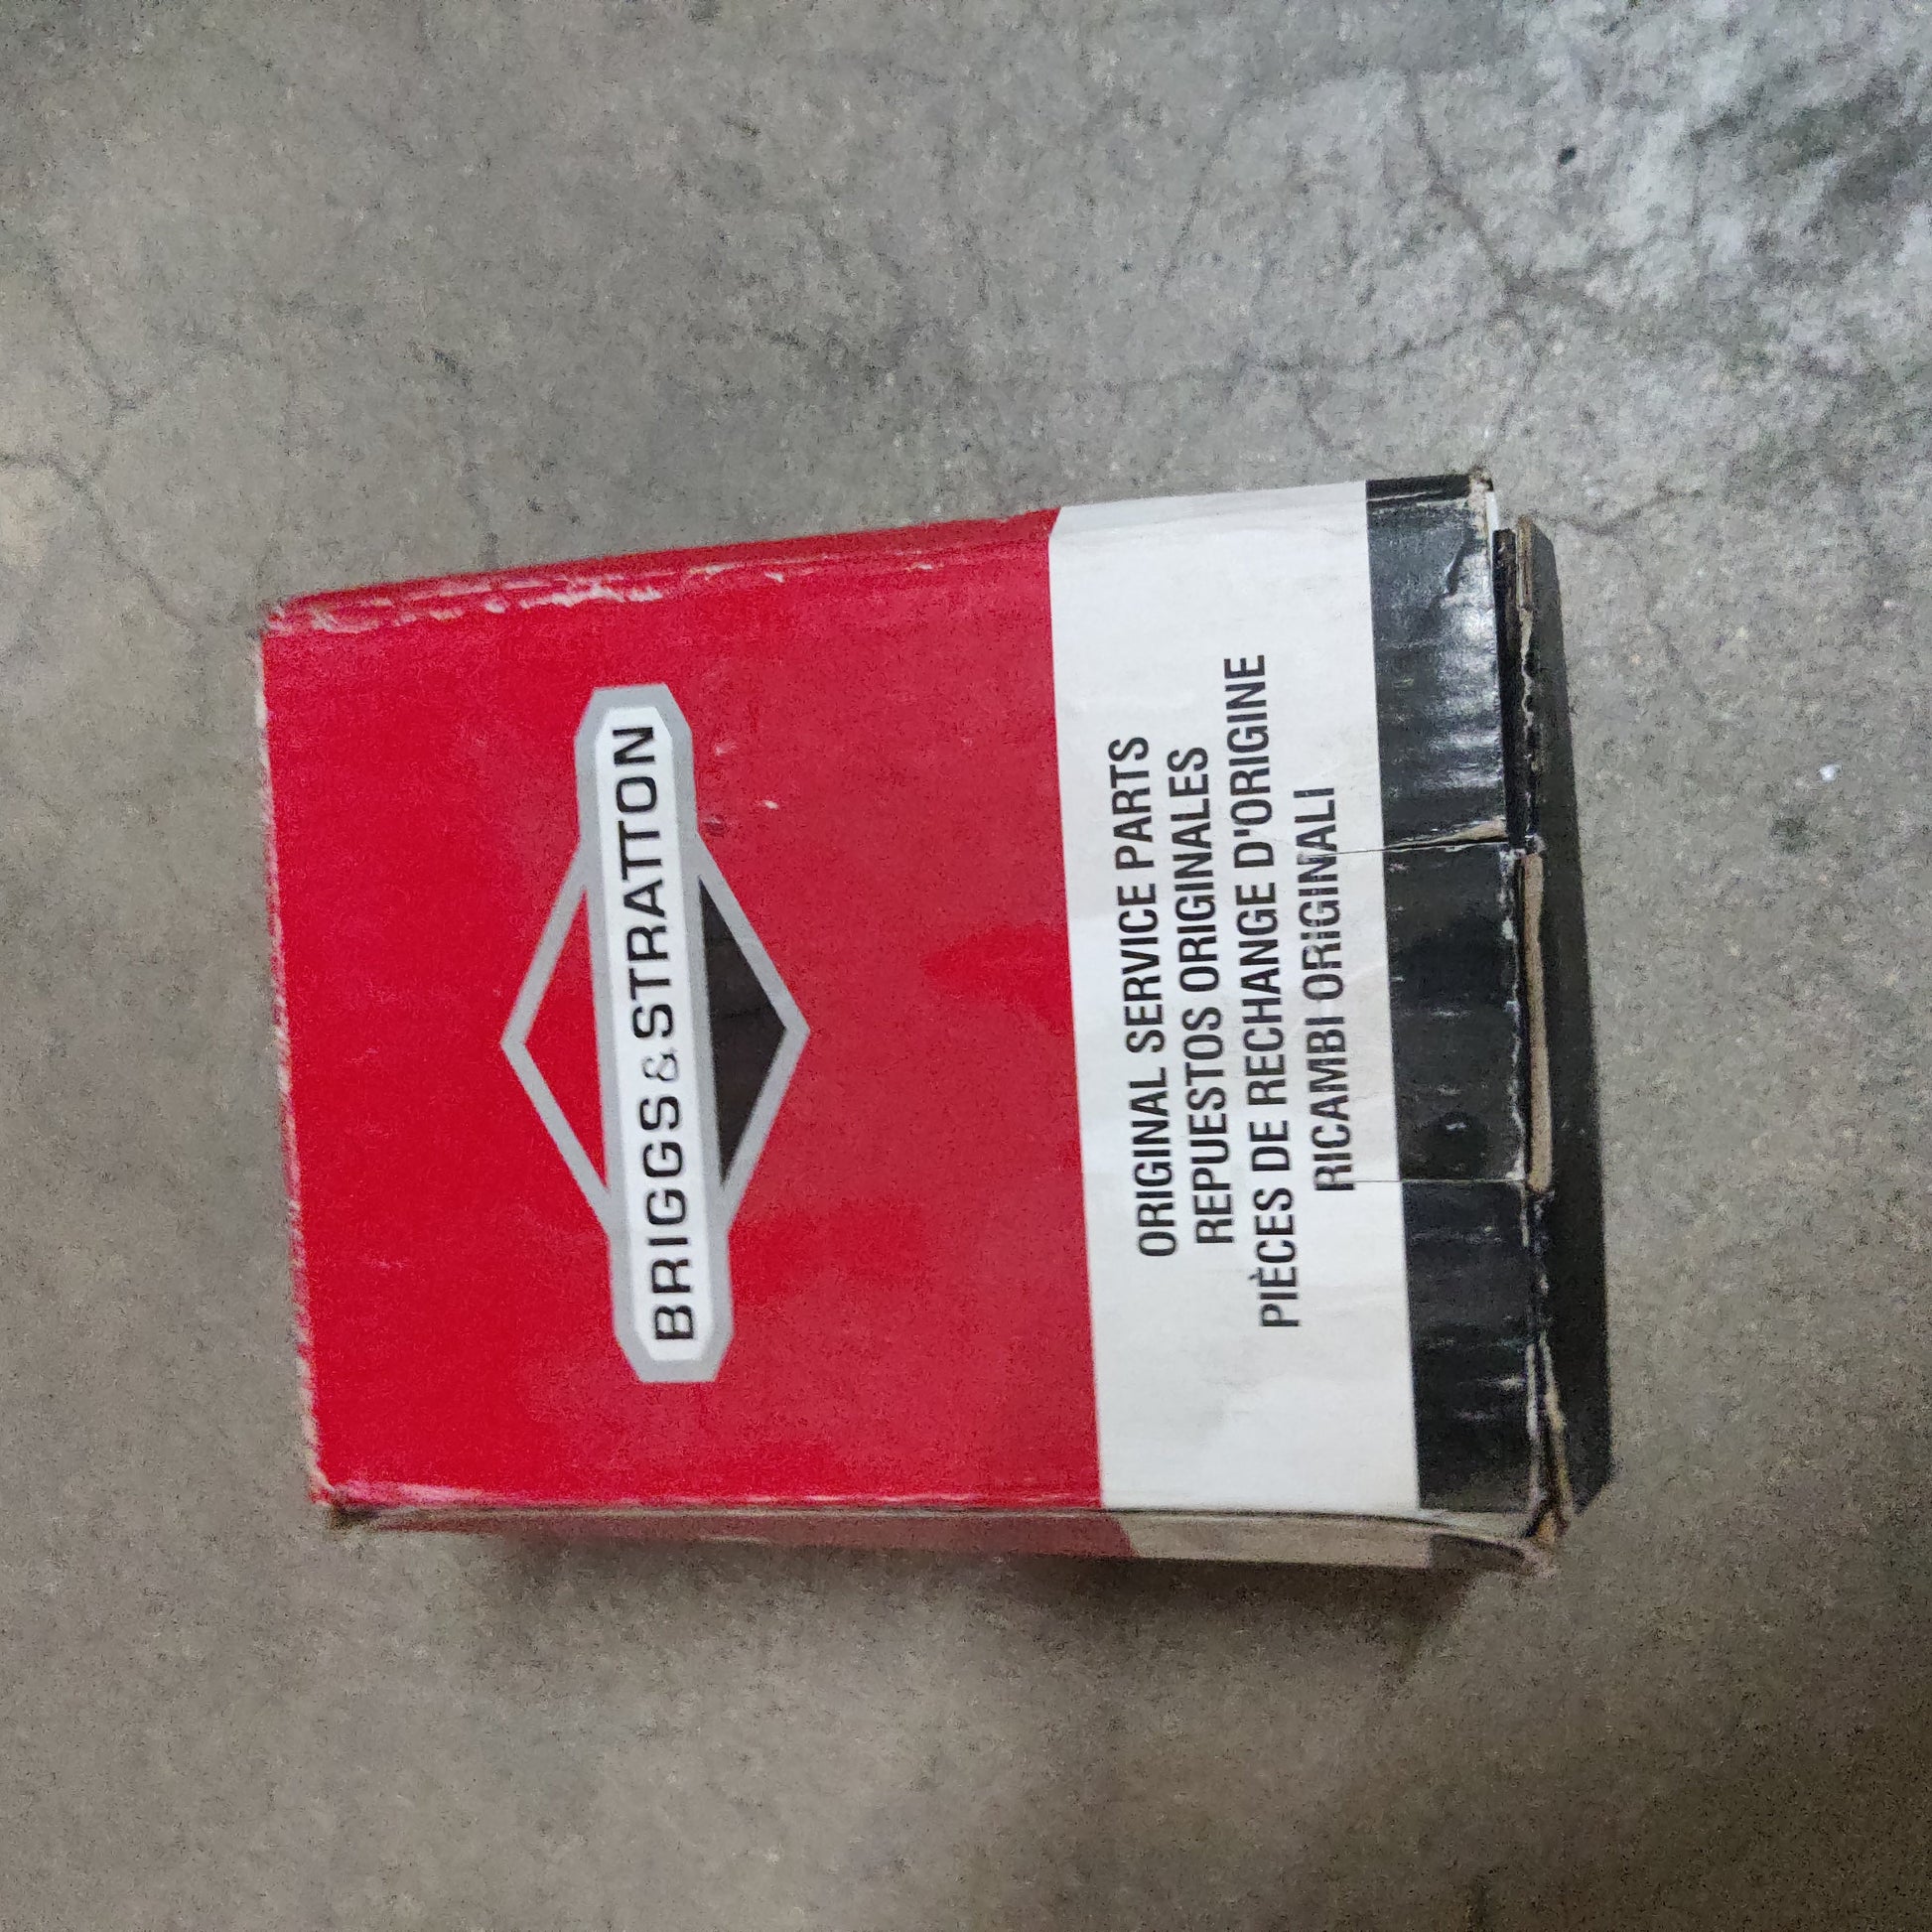 BRIGGS & STRATTON
ORIGINAL SERVICE PARTS
REPUESTOS ORIGINALES
PIÈCES DE RECHANGE D'ORIGINE
RICAMBI ORIGINALI